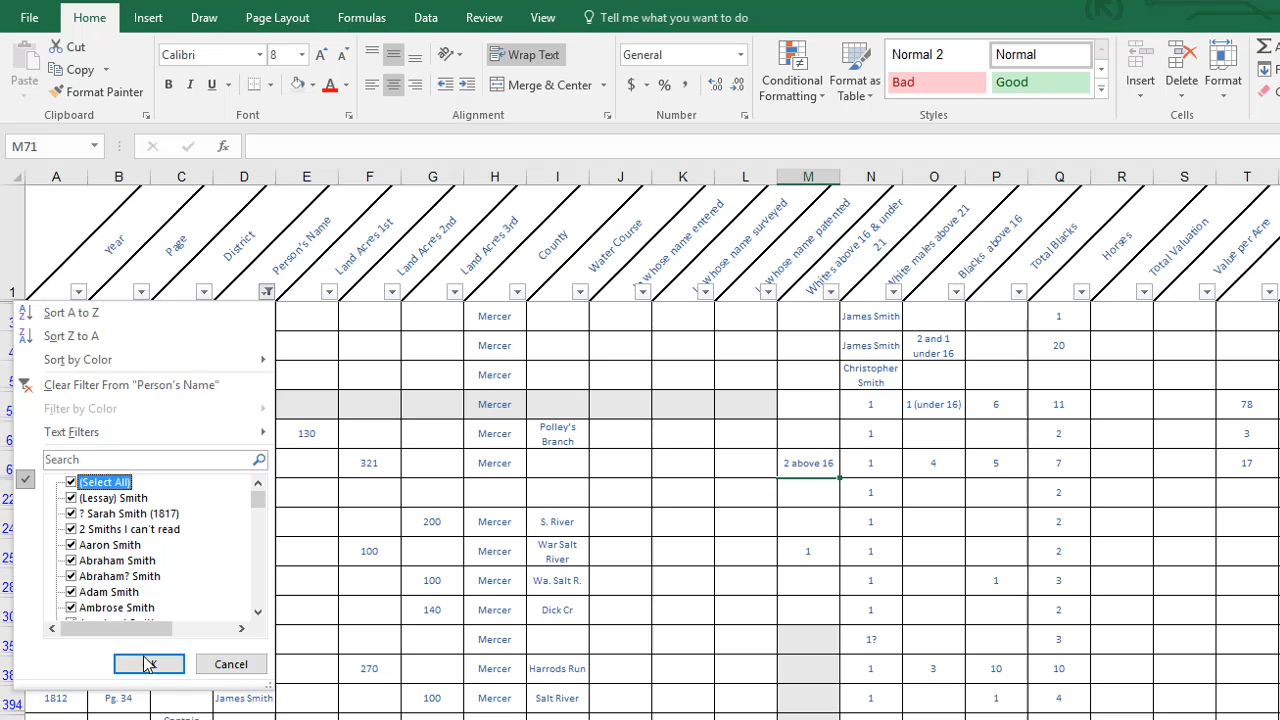 File Home Insert Draw Page Layout Formulas Data Review View Tell me what you want to do
Paste Cut Copy Format Painter
Calibri 8 A A B I U A
Wrap Text Merge & Center
General $ % ,
Conditional Formatting Format as Table
Normal 2 Normal
Bad Good
Insert Delete Format
Clipboard Font Alignment Number Styles Cells
M71 fx
A B C D E F G H I J K L M N O P Q R S T
Year Page District Person's Name Land Acres 1st Land Acres 2nd Land Acres 3rd County Water Course whose name entered whose name surveyed whose name patented Whites above 16 & under 21 White males above 21 Blacks above 16 Total Blacks Horses Total Valuation Value per Acre
1
Sort A to Z
Sort Z to A
Sort by Color
Clear Filter From "Person's Name"
Filter by Color
Text Filters
Search
(Select All)
(Lessay) Smith
? Sarah Smith (1817)
2 Smiths I can't read
Aaron Smith
Abraham Smith
Abraham? Smith
Adam Smith
Ambrose Smith
Cancel
Mercer James Smith 1
Mercer James Smith 2 and 1 under 16 20
Mercer Christopher Smith
Mercer 1 1 (under 16) 6 11 78
130 Mercer Polley's Branch 1 2 3
321 Mercer 2 above 16 1 4 5 7 17
Mercer 1 2
200 Mercer S. River 1 2
100 Mercer War Salt River 1 1 2
100 Mercer Wa. Salt R. 1 1 3
140 Mercer Dick Cr 1 2
Mercer 1? 3
270 Mercer Harrods Run 1 3 10 10
394 1812 Pg. 34 James Smith 100 Mercer Salt River 1 1 4